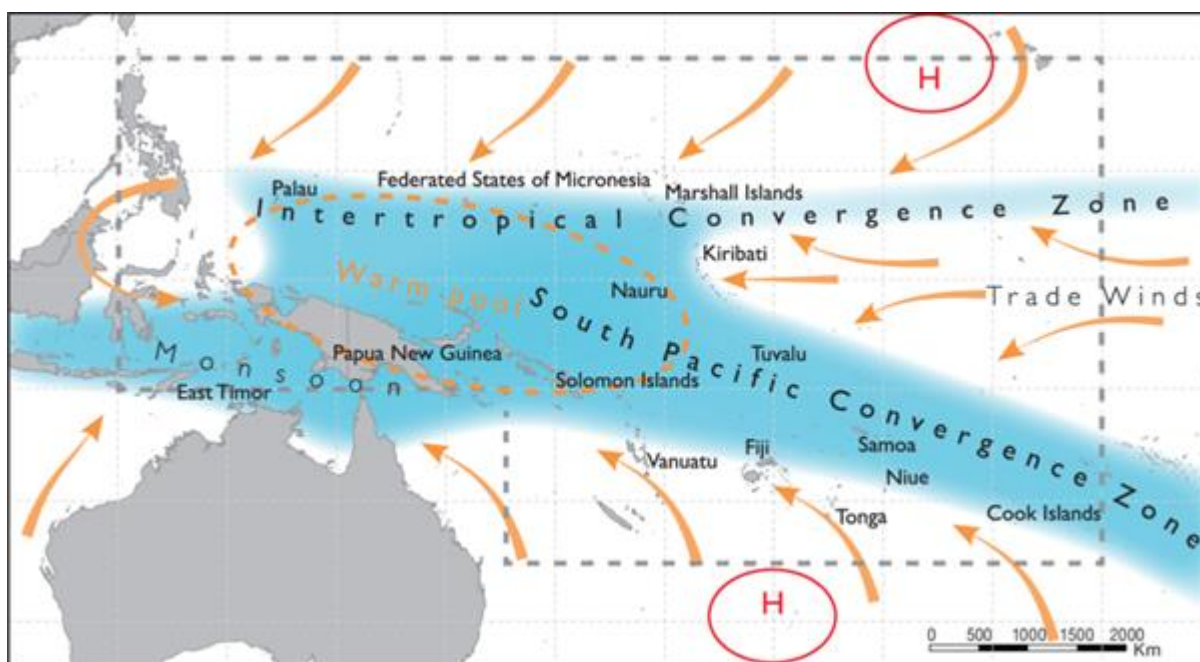 H
Palau
Federated States of Micronesia
Marshall Islands
Intertropical Convergence Zone
Kiribati
Warm pool
Nauru
Trade Winds
South Pacific Convergence Zone
Monsoon
Papua New Guinea
Tuvalu
East Timor
Solomon Islands
Samoa
Fiji
Vanuatu
Niue
Tonga
Cook Islands
H
0 500 1000 1500 2000
Km